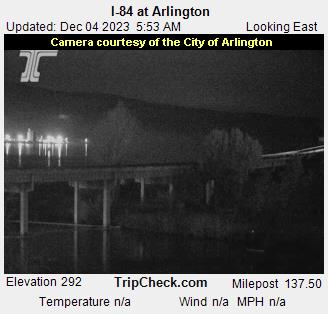 I-84 at Arlington
Updated: Dec 04 2023 5:53 AM Looking East
Camera courtesy of the City of Arlington
Elevation 292 TripCheck.com Milepost 137.50
Temperature n/a Wind n/a MPH n/a